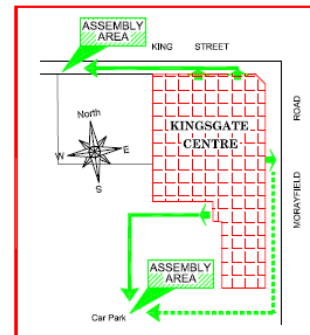 ASSEMBLY
AREA
KING STREET
North
W
E
S
KINGSGATE
CENTRE
MORAYFIELD ROAD
ASSEMBLY
AREA
Car Park